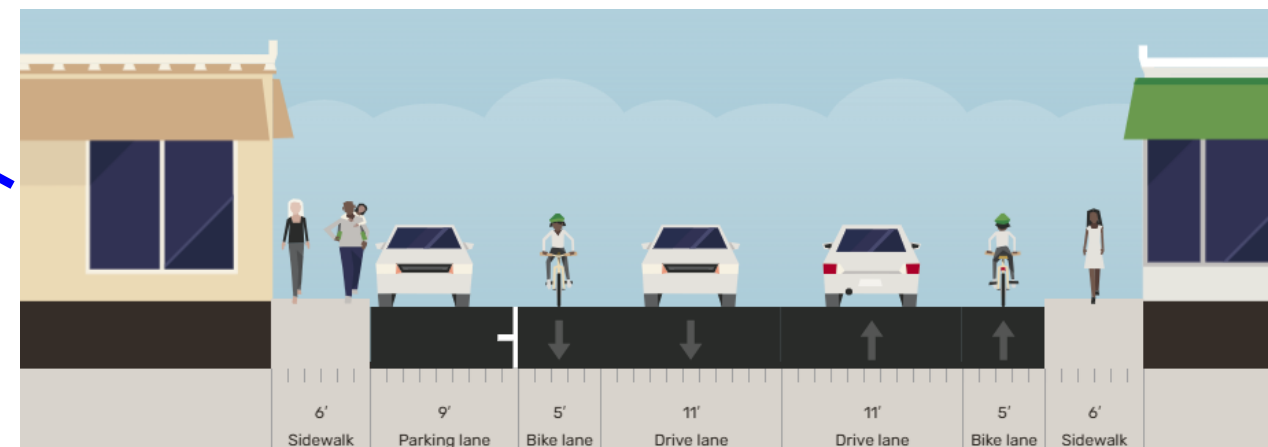 6′ 9′ 5′ 11′ 11′ 5′ 6′
Sidewalk Parking lane Bike lane Drive lane Drive lane Bike lane Sidewalk